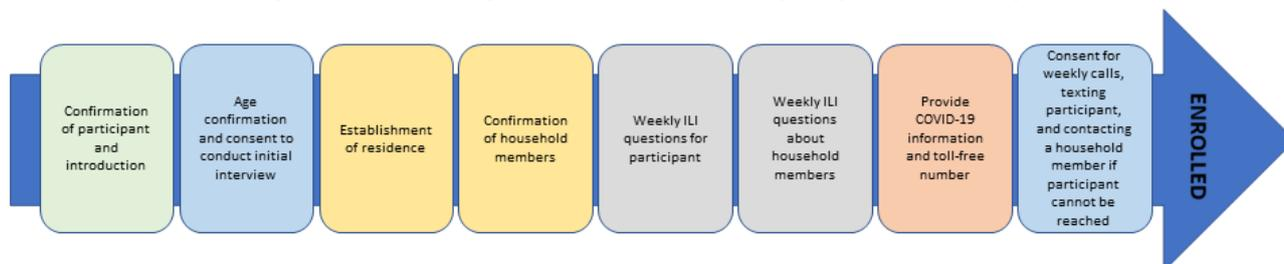 Confirmation
of participant
and
introduction
Age
confirmation
and consent to
conduct initial
interview
Establishment
of residence
Confirmation
of household
members
Weekly ILI
questions for
participant
Weekly ILI
questions
about
household
members
Provide
COVID-19
information
and toll-free
number
Consent for
weekly calls,
texting
participant,
and contacting
a household
member if
participant
cannot be
reached
ENROLLED